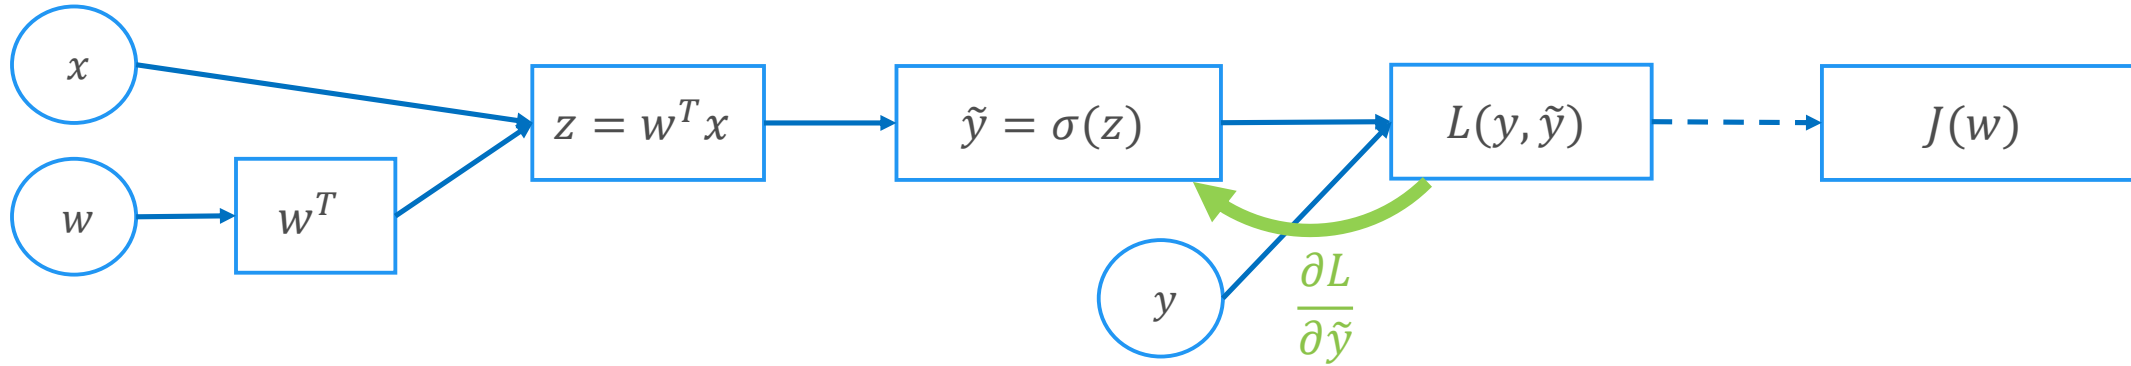 x
z = w^T x
ỹ = σ(z)
L(y, ỹ)
J(w)
w
w^T
y
∂L
∂ỹ